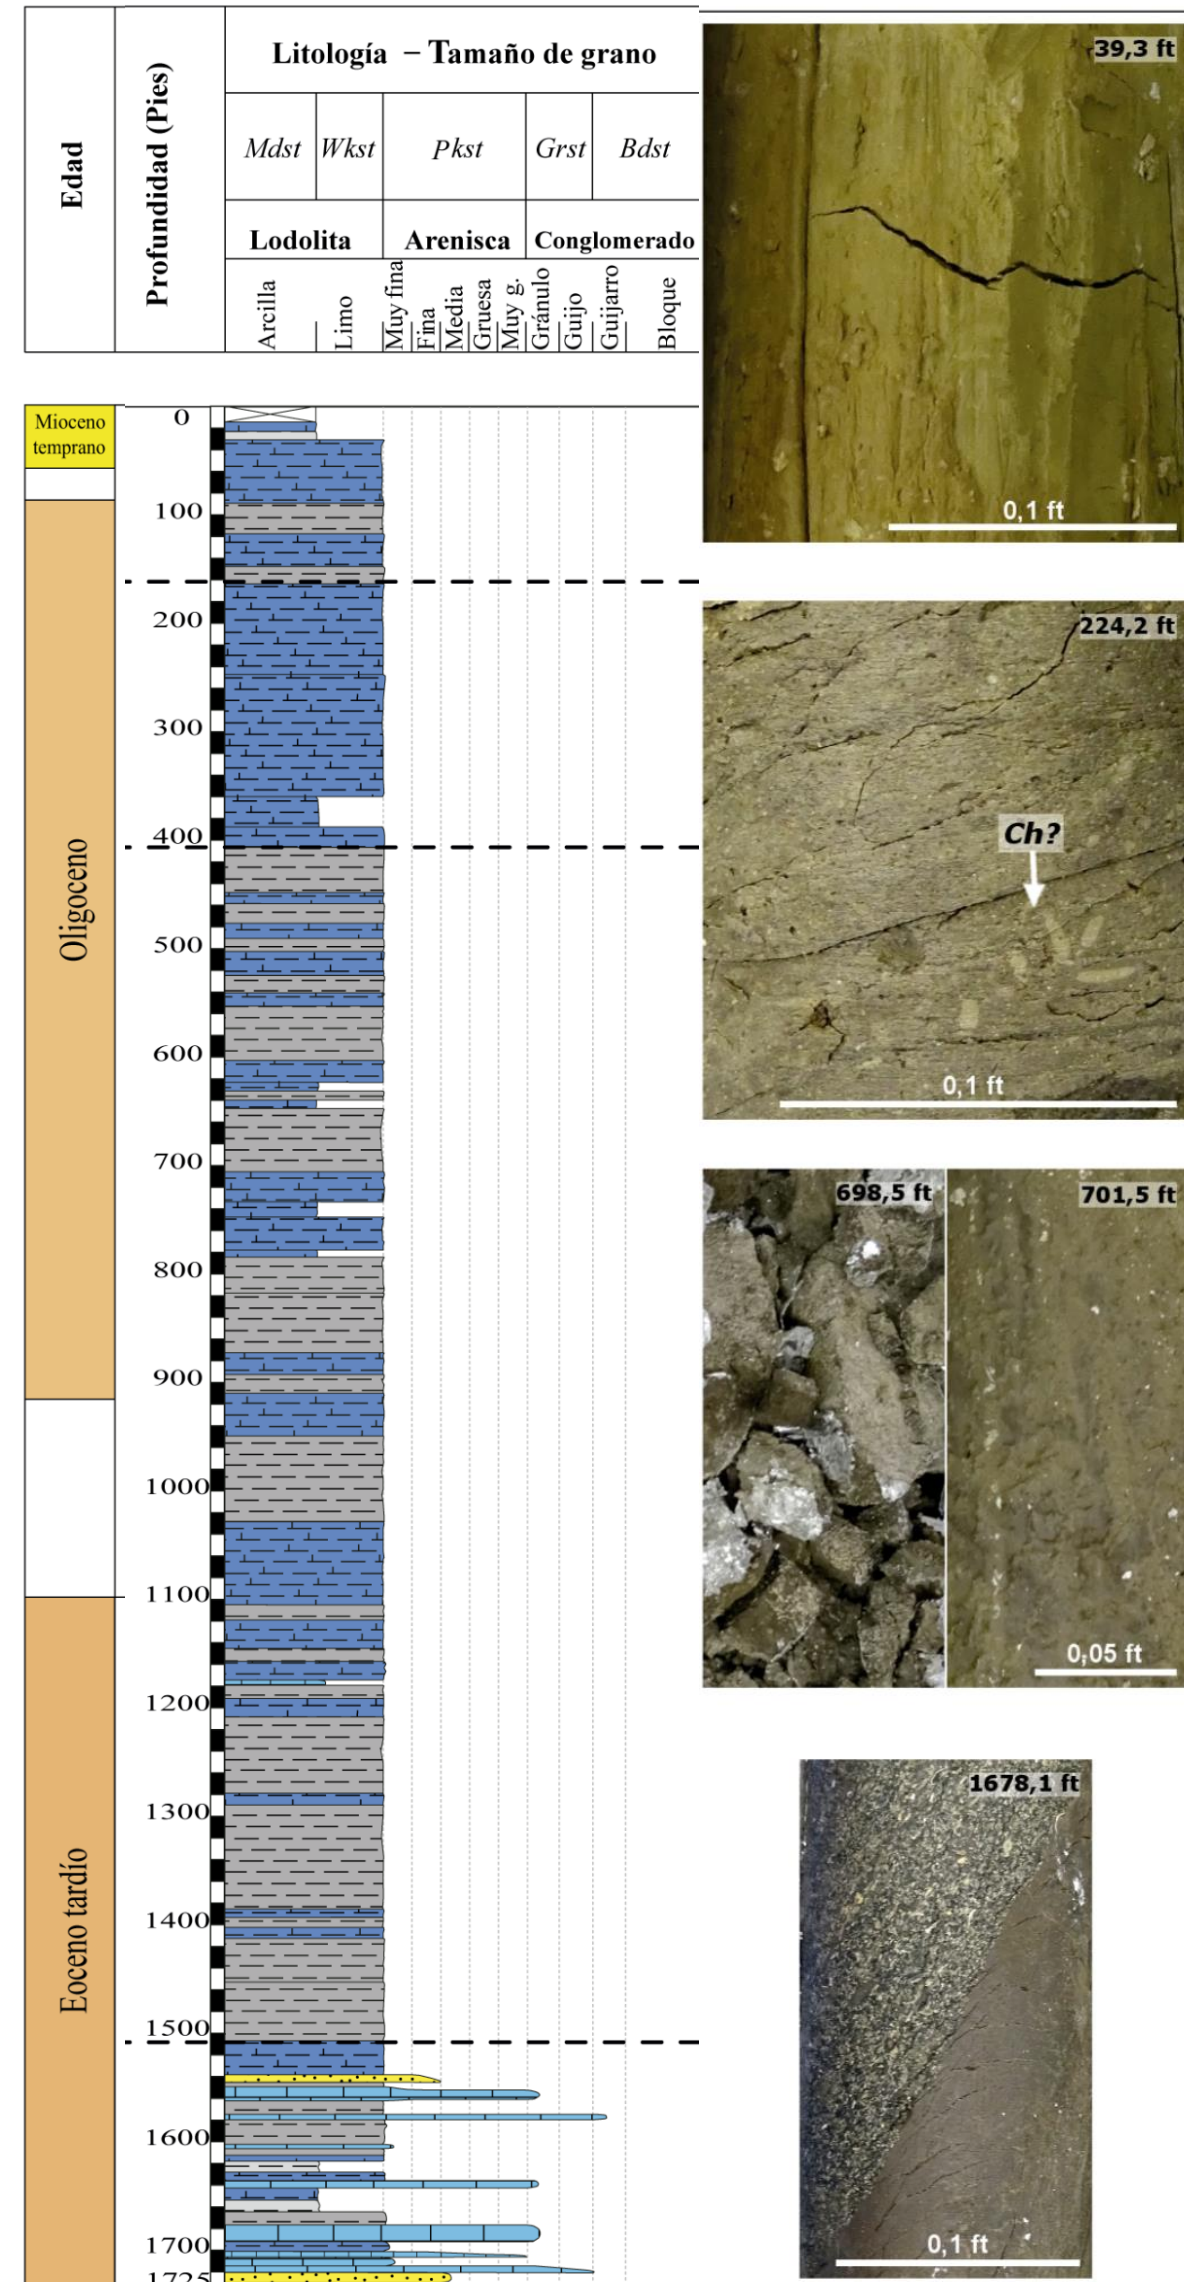 Litología – Tamaño de grano
Edad
Profundidad (Pies)
Mdst Wkst Pkst Grst Bdst
Lodolita Arenisca Conglomerado
Arcilla
Limo
Muy fina
Fina
Media
Gruesa
Muy g.
Gránulo
Guijo
Guijarro
Bloque
Mioceno
temprano
Oligoceno
Eoceno tardío
0
100
200
300
400
500
600
700
800
900
1000
1100
1200
1300
1400
1500
1600
1700
1725
39,3 ft
0,1 ft
224,2 ft
Ch?
0,1 ft
698,5 ft
701,5 ft
0,05 ft
1678,1 ft
0,1 ft